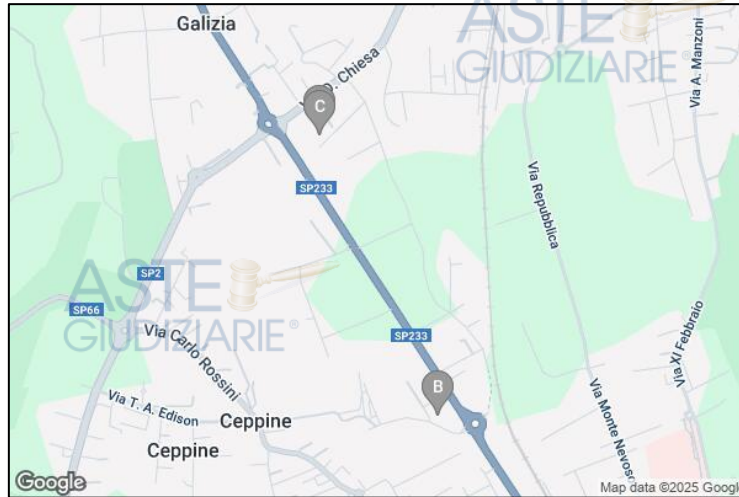 Galizia
ASTE
GIUDIZIARIE®
D. Chiesa
C
Via A. Manzoni
SP233
Via Repubblica
ASTE
GIUDIZIARIE®
SP2
SP66
SP233
Via Carlo Rossini
Via XI Febbraio
B
Via T. A. Edison
Ceppine
Ceppine
Via Monte Nevoso
Google
Map data ©2025 Google